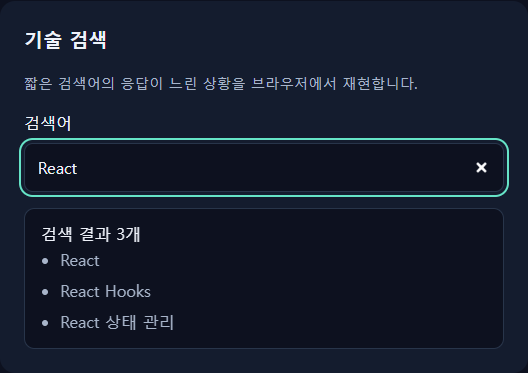 기술 검색
짧은 검색어의 응답이 느린 상황을 브라우저에서 재현합니다.
검색어
React
검색 결과 3개
React
React Hooks
React 상태 관리